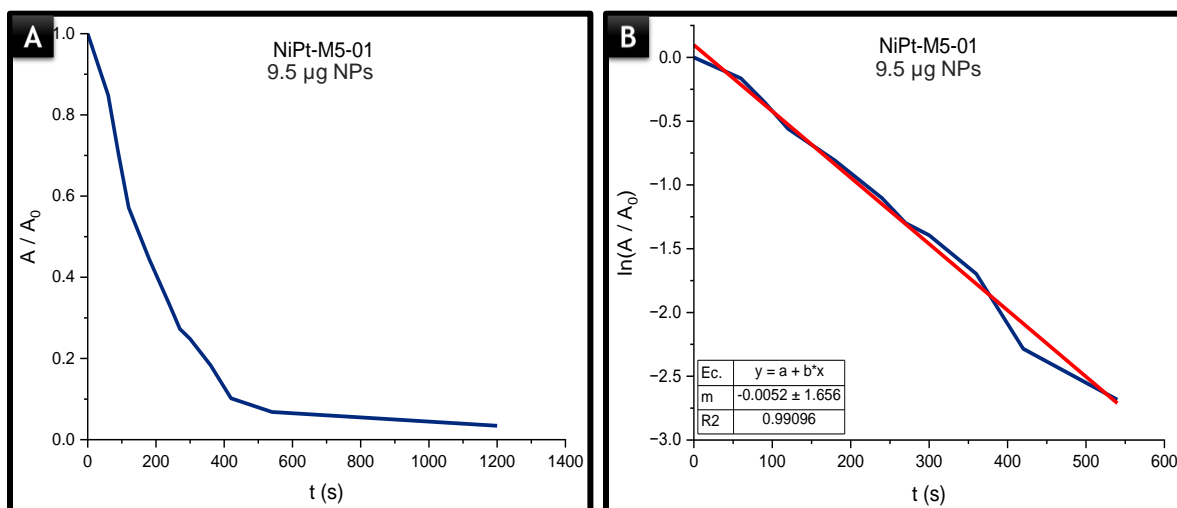 A
NiPt-M5-01
9.5 µg NPs
1.0
0.8
0.6
0.4
0.2
0.0
A / A0
0 200 400 600 800 1000 1200 1400
t (s)
B
NiPt-M5-01
9.5 µg NPs
0.0
−0.5
−1.0
−1.5
−2.0
−2.5
−3.0
ln(A / A0)
Ec. y = a + b*x
m -0.0052 ± 1.656
R2 0.99096
0 100 200 300 400 500 600
t (s)